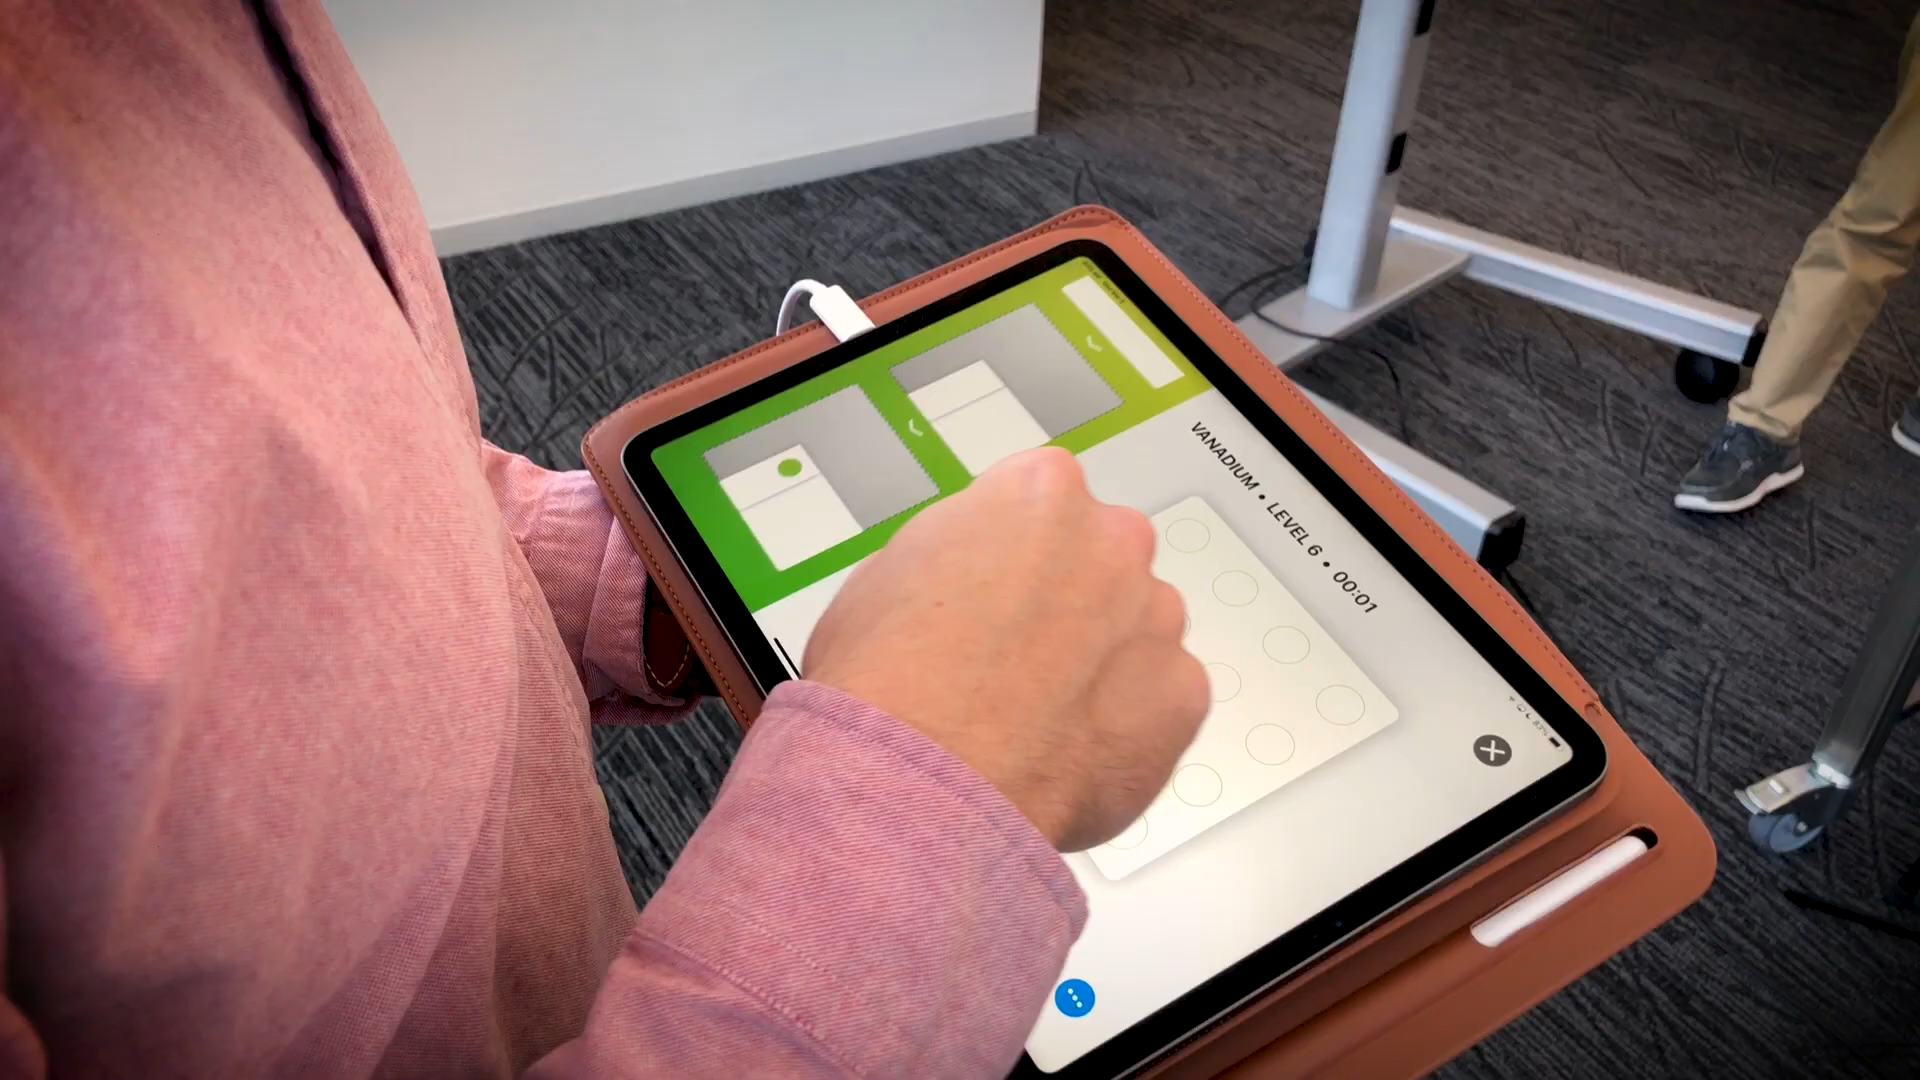 VANADIUM • LEVEL 6 • 00:01